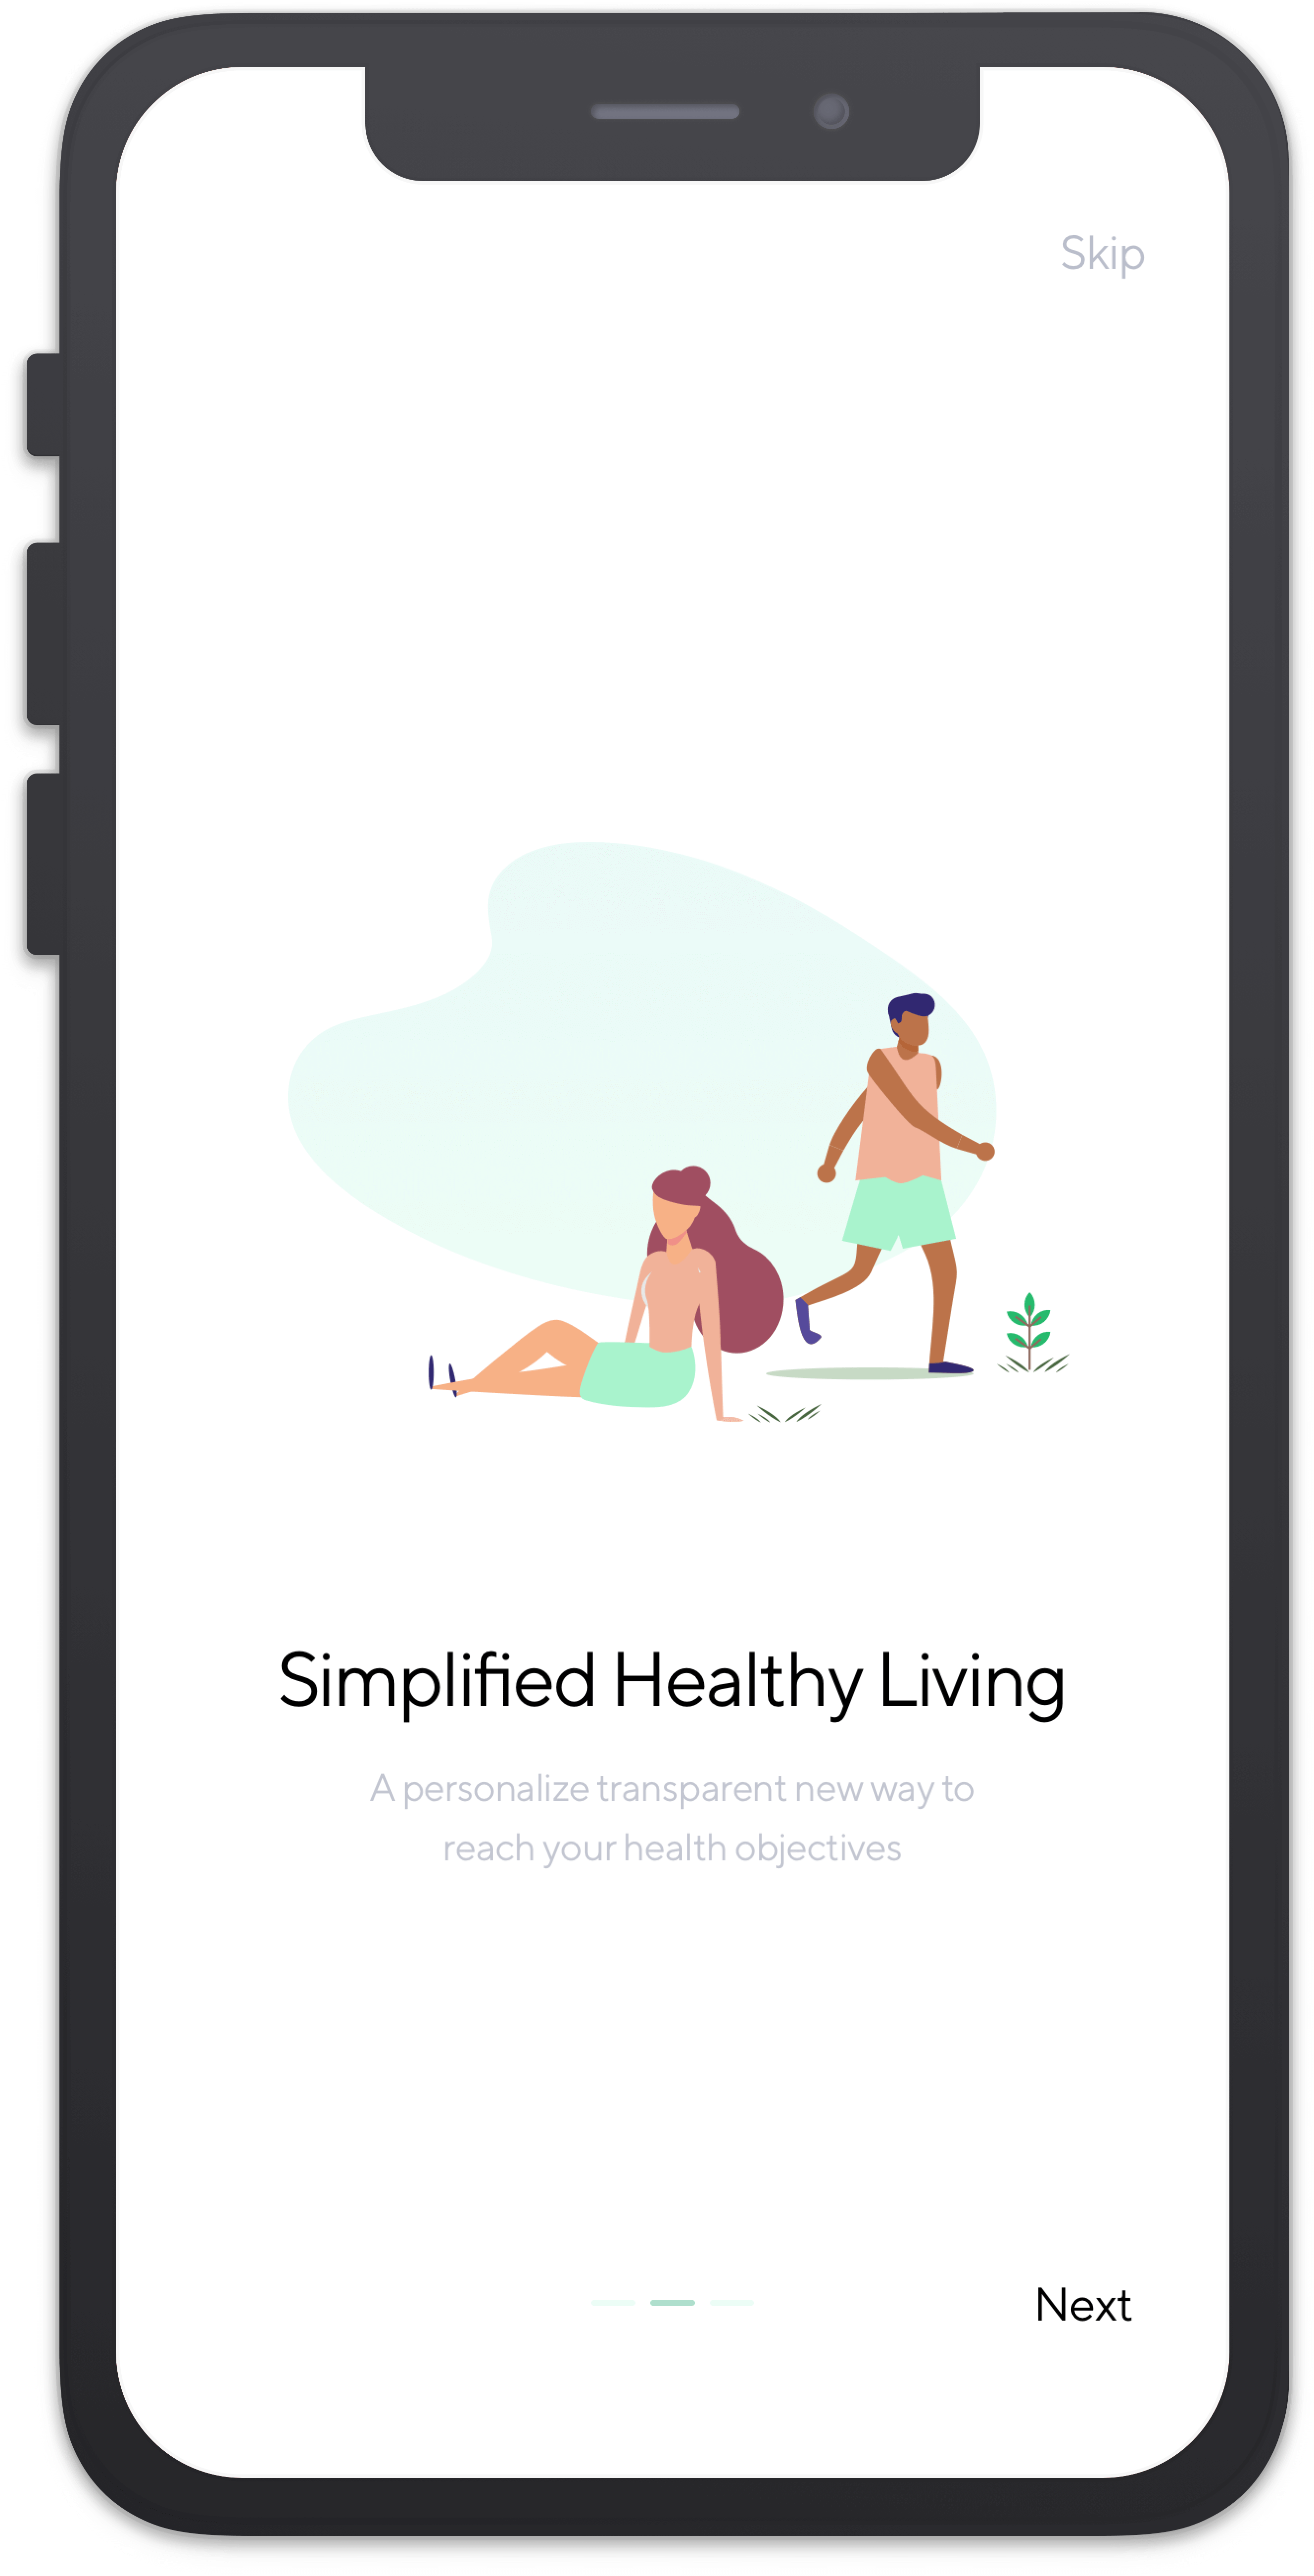 Skip
Simplified Healthy Living
A personalize transparent new way to
reach your health objectives
Next